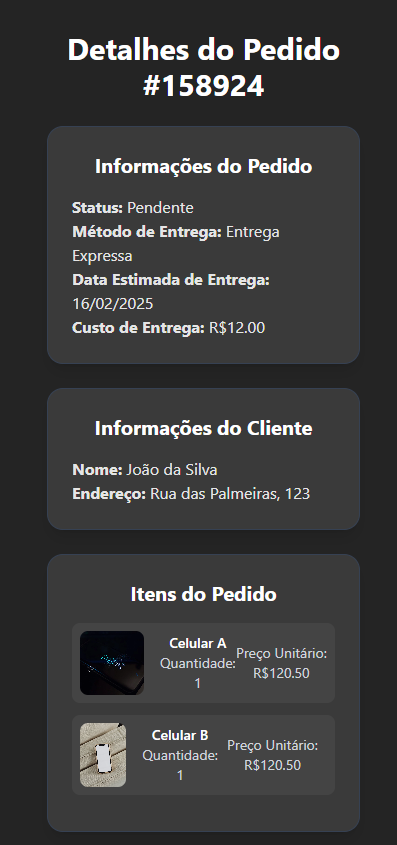 Detalhes do Pedido
#158924
Informações do Pedido
Status: Pendente
Método de Entrega: Entrega
Expressa
Data Estimada de Entrega:
16/02/2025
Custo de Entrega: R$12.00
Informações do Cliente
Nome: João da Silva
Endereço: Rua das Palmeiras, 123
Itens do Pedido
Celular A
Quantidade:
1
Preço Unitário:
R$120.50
Celular B
Quantidade:
1
Preço Unitário:
R$120.50